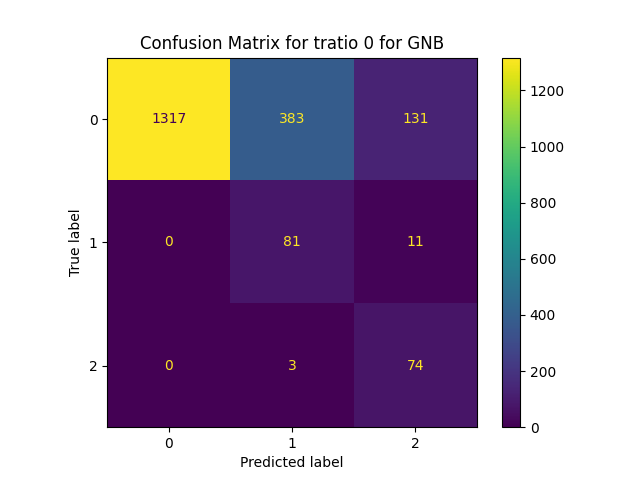 Confusion Matrix for tratio 0 for GNB
0 1317 383 131
1 0 81 11
2 0 3 74
0 1 2
True label
Predicted label
1200
1000
800
600
400
200
0